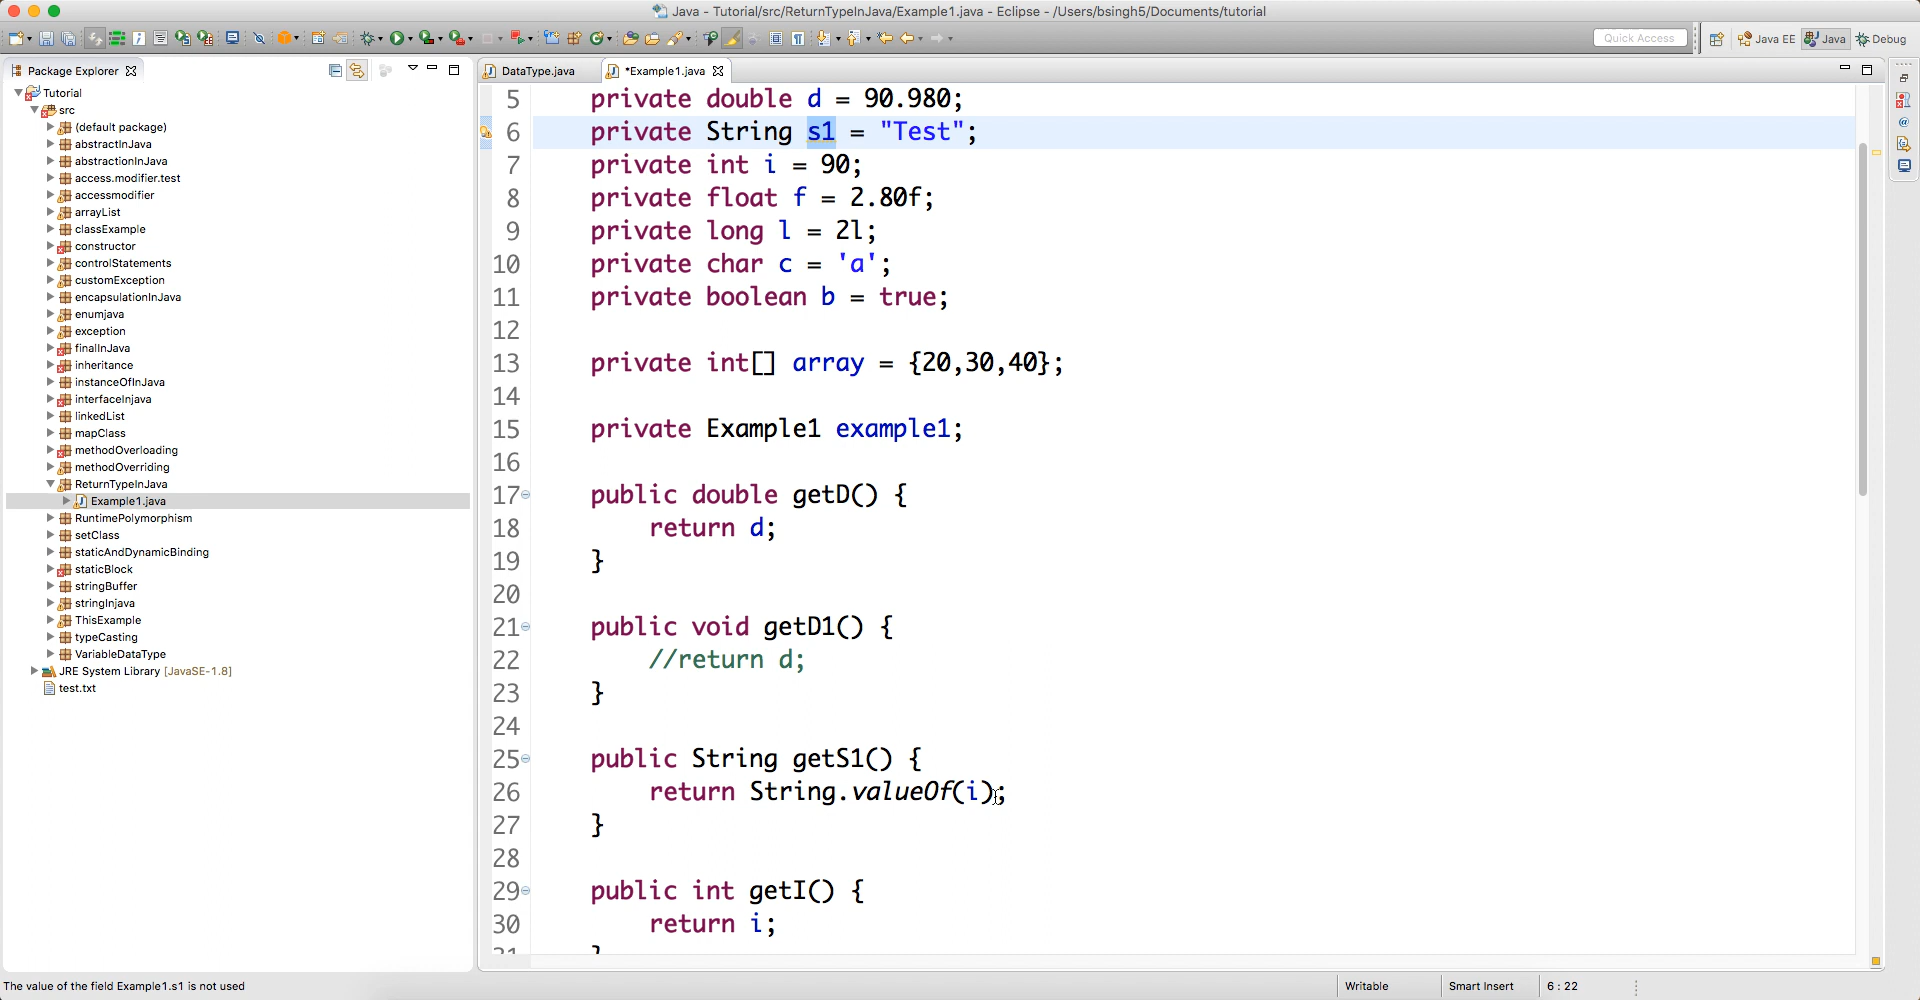 Java - Tutorial/src/ReturnTypeInJava/Example1.java - Eclipse - /Users/bsingh5/Documents/tutorial
Quick Access
Java EE
Java
Debug
Package Explorer
DataType.java
*Example1.java
Tutorial
src
(default package)
abstractInJava
abstractionInJava
access.modifier.test
accessmodifier
arrayList
classExample
constructor
controlStatements
customException
encapsulationInJava
enumjava
exception
finalInJava
inheritance
instanceOfInJava
interfaceInjava
linkedList
mapClass
methodOverloading
methodOverriding
ReturnTypeInJava
Example1.java
RuntimePolymorphism
setClass
staticAndDynamicBinding
staticBlock
stringBuffer
stringInjava
ThisExample
typeCasting
VariableDataType
JRE System Library [JavaSE-1.8]
test.txt
5 private double d = 90.980;
6 private String s1 = "Test";
7 private int i = 90;
8 private float f = 2.80f;
9 private long l = 2l;
10 private char c = 'a';
11 private boolean b = true;
12
13 private int[] array = {20,30,40};
14
15 private Example1 example1;
16
17 public double getD() {
18 return d;
19 }
20
21 public void getD1() {
22 //return d;
23 }
24
25 public String getS1() {
26 return String.valueOf(i);
27 }
28
29 public int getI() {
30 return i;
31 }
The value of the field Example1.s1 is not used
Writable
Smart Insert
6 : 22